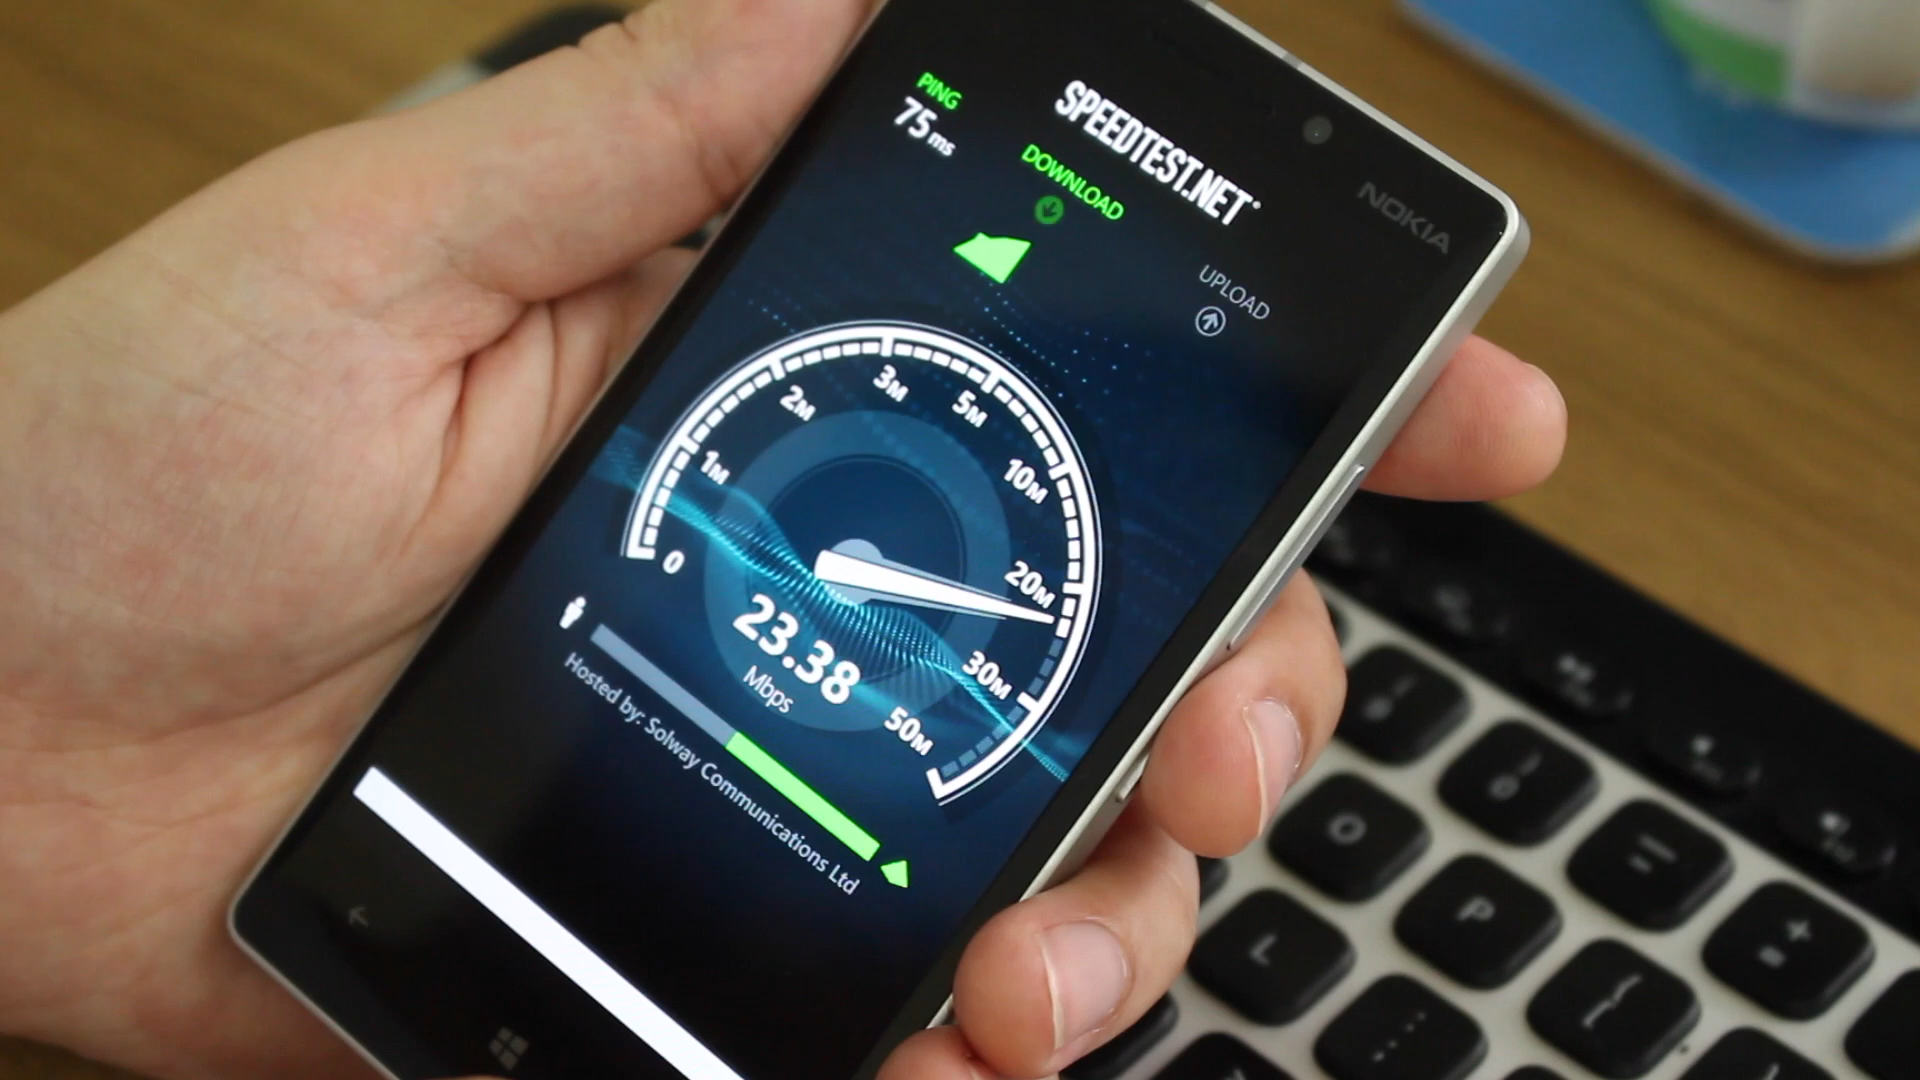 PING
75 ms
SPEEDTEST.NET
DOWNLOAD
NOKIA
UPLOAD
0
1M
2M
3M
5M
10M
20M
30M
50M
23.38
Mbps
Hosted by: Solway Communications Ltd
O
P
L